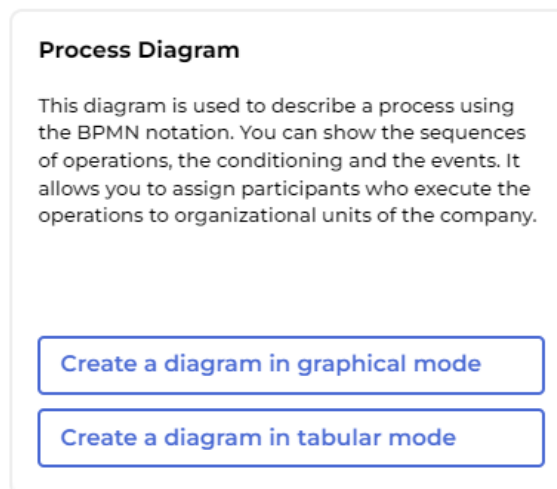 Process Diagram
This diagram is used to describe a process using
the BPMN notation. You can show the sequences
of operations, the conditioning and the events. It
allows you to assign participants who execute the
operations to organizational units of the company.
Create a diagram in graphical mode
Create a diagram in tabular mode